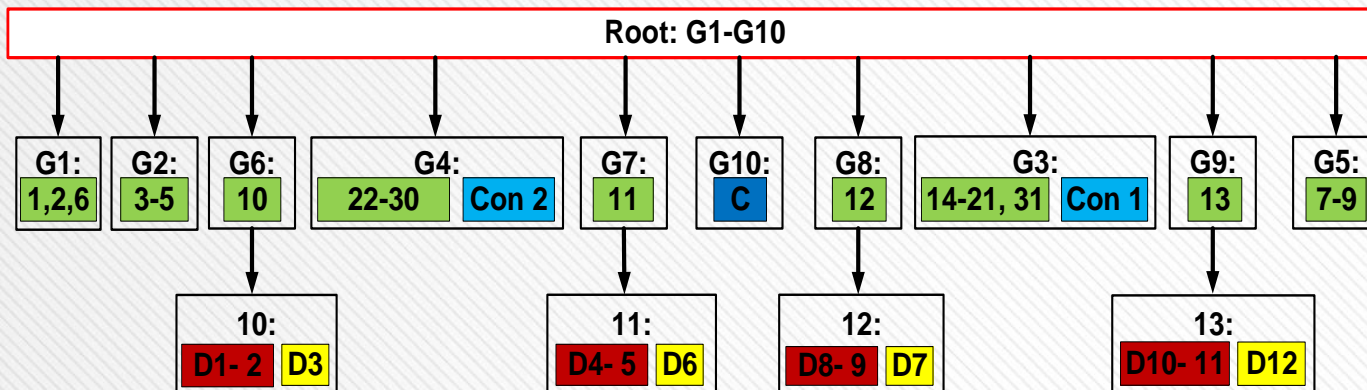 Root: G1-G10
G1: G2: G6: G4: G7: G10: G8: G3: G9: G5:
1,2,6 3-5 10 22-30 Con 2 11 C 12 14-21, 31 Con 1 13 7-9
10: 11: 12: 13:
D1- 2 D3 D4- 5 D6 D8- 9 D7 D10- 11 D12